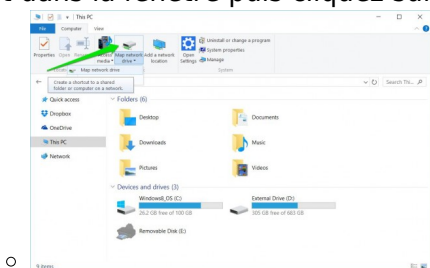 dans la fenêtre puis cliquez sur
This PC
File Computer View
Properties Open
media Map network drive Add a network location Open Settings Uninstall or change a program
System properties
Manage
Map network drive System
Create a shortcut to a shared folder or computer on a network.
Search Thi...
Quick access
Dropbox
OneDrive
This PC
Network
Folders (6)
Desktop Documents
Downloads Music
Pictures Videos
Devices and drives (3)
Windows8_OS (C:) External Drive (D:)
26.2 GB free of 100 GB 305 GB free of 683 GB
Removable Disk (E:)
9 items